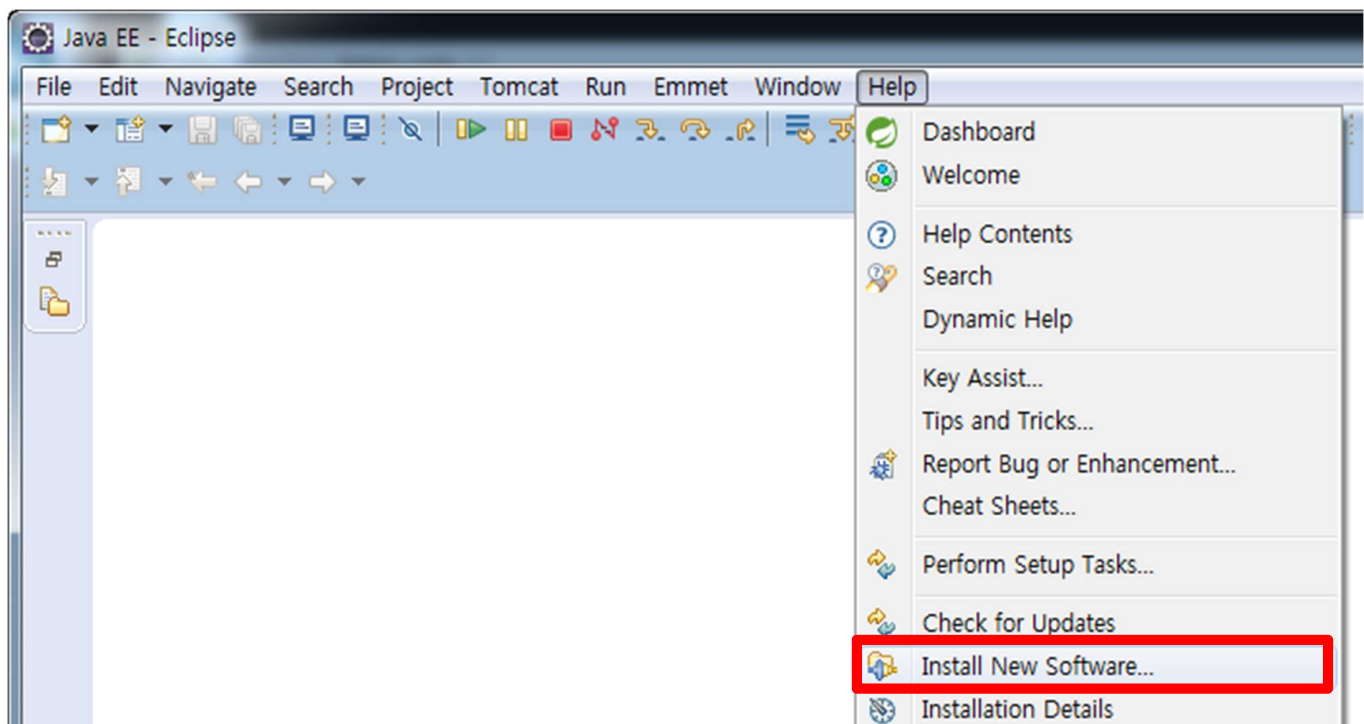 Java EE - Eclipse
File Edit Navigate Search Project Tomcat Run Emmet Window Help
Dashboard
Welcome
Help Contents
Search
Dynamic Help
Key Assist...
Tips and Tricks...
Report Bug or Enhancement...
Cheat Sheets...
Perform Setup Tasks...
Check for Updates
Install New Software...
Installation Details